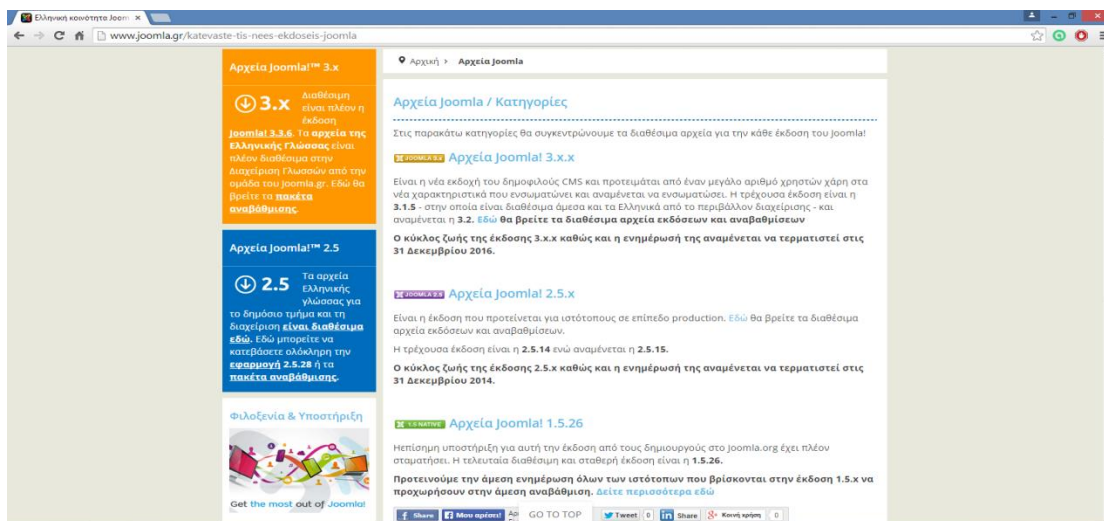 Ελληνική κοινότητα Joom
www.joomla.gr/katevaste-tis-nees-ekdoseis-joomla
Αρχεία Joomla!™ 3.x
3.x
Διαθέσιμη
είναι πλέον η
έκδοση
Joomla! 3.3.6. Τα αρχεία της
Ελληνικής Γλώσσας είναι
πλέον διαθέσιμα στην
Διαχείριση Γλωσσών από την
ομάδα του Joomla.gr. Εδώ θα
βρείτε τα πακέτα
αναβάθμισης.
Αρχεία Joomla!™ 2.5
2.5
Τα αρχεία
Ελληνικής
γλώσσας για
το δημόσιο τμήμα και τη
διαχείριση είναι διαθέσιμα
εδώ. Εδώ μπορείτε να
κατεβάσετε ολόκληρη την
εφαρμογή 2.5.28 ή τα
πακέτα αναβάθμισης.
Φιλοξενία & Υποστήριξη
Get the most out of Joomla!
Αρχική Αρχεία Joomla
Αρχεία Joomla / Κατηγορίες
Στις παρακάτω κατηγορίες θα συγκεντρώνουμε τα διαθέσιμα αρχεία για την κάθε έκδοση του Joomla!
JOOMLA 3.x Αρχεία Joomla! 3.x.x
Είναι η νέα εκδοχή του δημοφιλούς CMS και προτειμάται από έναν μεγάλο αριθμό χρηστών χάρη στα
νέα χαρακτηριστικά που ενσωματώνει και αναμένεται να ενσωματώσει. Η τρέχουσα έκδοση είναι η
3.1.5 - στην οποία είναι διαθέσιμα άμεσα και τα Ελληνικά από το περιβάλλον διαχείρισης - και
αναμένεται η 3.2. Εδώ θα βρείτε τα διαθέσιμα αρχεία εκδόσεων και αναβαθμίσεων
Ο κύκλος ζωής της έκδοσης 3.x.x καθώς και η ενημέρωσή της αναμένεται να τερματιστεί στις
31 Δεκεμβρίου 2016.
JOOMLA 2.5 Αρχεία Joomla! 2.5.x
Είναι η έκδοση που προτείνεται για ιστότοπους σε επίπεδο production. Εδώ θα βρείτε τα διαθέσιμα
αρχεία εκδόσεων και αναβαθμίσεων.
Η τρέχουσα έκδοση είναι η 2.5.14 ενώ αναμένεται η 2.5.15.
Ο κύκλος ζωής της έκδοσης 2.5.x καθώς και η ενημέρωσή της αναμένεται να τερματιστεί στις
31 Δεκεμβρίου 2014.
1.5 NATIVE Αρχεία Joomla! 1.5.26
Ηεπίσημη υποστήριξη για αυτή την έκδοση από τους δημιουργούς στο Joomla.org έχει πλέον
σταματήσει. Η τελευταία διαθέσιμη και σταθερή έκδοση είναι η 1.5.26.
Προτεινούμε την άμεση ενημέρωση όλων των ιστότοπων που βρίσκονται στην έκδοση 1.5.x να
προχωρήσουν στην άμεση αναβάθμιση. Δείτε περισσότερα εδώ
Share Μου αρέσει! GO TO TOP Tweet 0 Share Κοινή χρήση 0